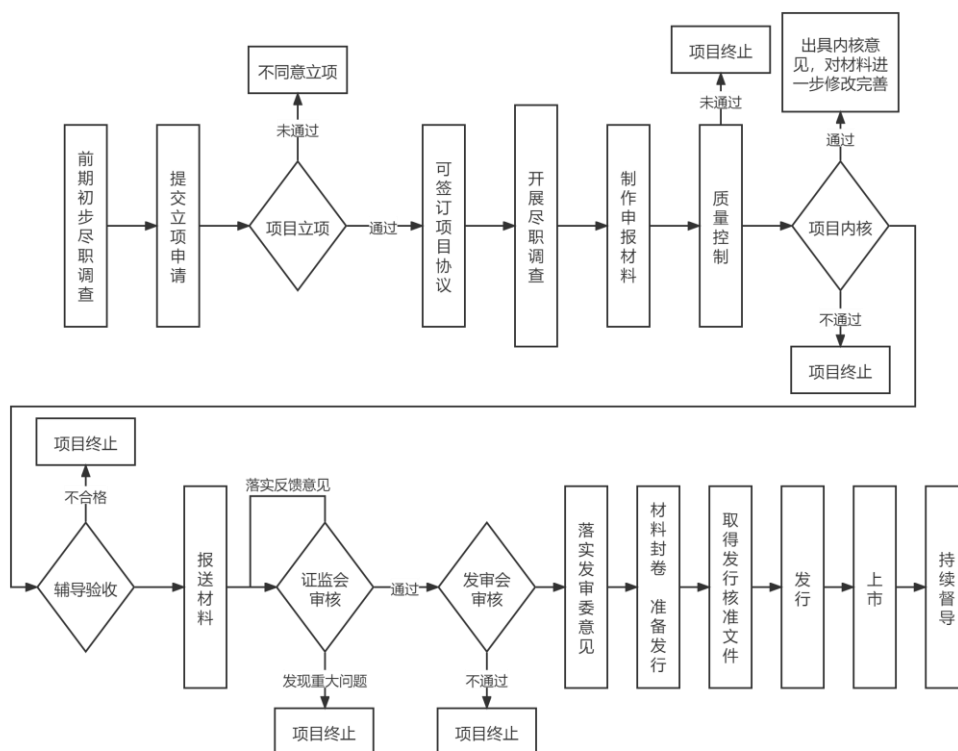 不同意立项
项目终止
出具内核意
见，对材料进
一步修改完善
未通过
未通过
通过
前期初步尽职调查
提交立项申请
项目立项
通过
可签订项目协议
开展尽职调查
制作申报材料
质量控制
项目内核
不通过
项目终止
项目终止
不合格
落实反馈意见
辅导验收
报送材料
证监会
审核
通过
发审会
审核
落实发审委意见
材料封卷 准备发行
取得发行核准文件
发行
上市
持续督导
发现重大问题
不通过
项目终止
项目终止